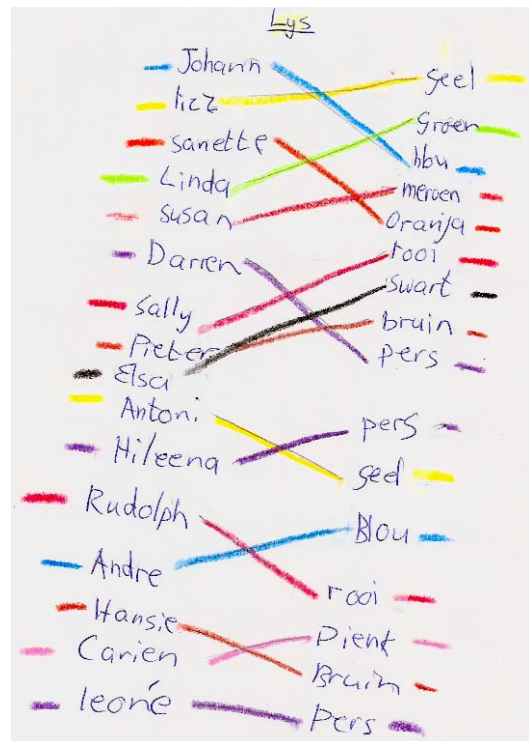 Lys
Johann
geel
lizz
Groen
sanette
blou
Linda
meroen
susan
Oranja
Darren
rooi
swart
Sally
Bruin
Pieter
pers
Elsa
Antoni
pers
Hileena
geel
Rudolph
Blou
Andre
rooi
Hansie
Pienk
Carien
Bruin
leoné
Pers